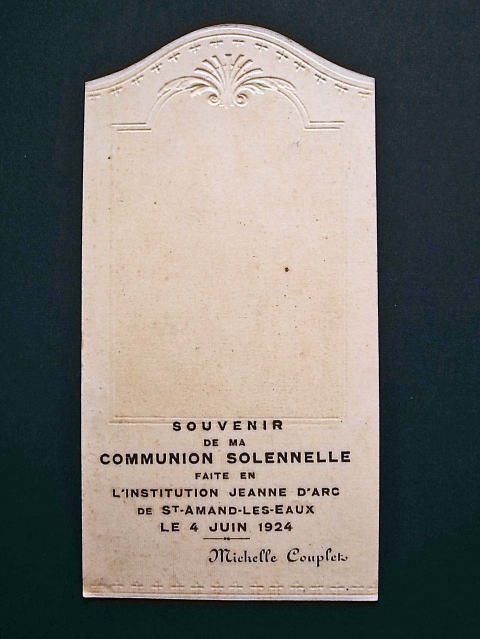 SOUVENIR
DE MA
COMMUNION SOLENNELLE
FAITE EN
L'INSTITUTION JEANNE D'ARC
DE ST-AMAND-LES-EAUX
LE 4 JUIN 1924
Michelle Couplet